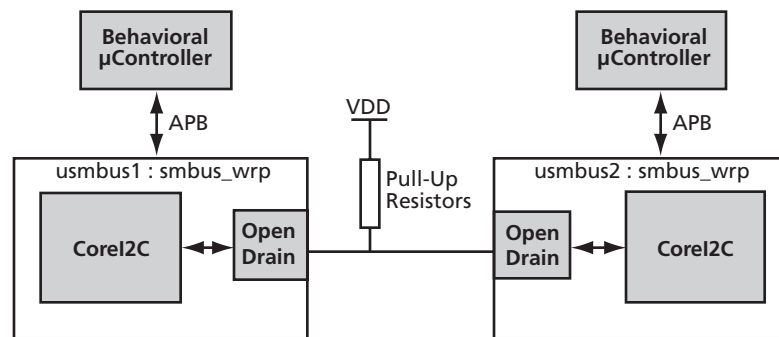 Behavioral
µController
Behavioral
µController
APB
VDD
APB
usmbus1 : smbus_wrp
usmbus2 : smbus_wrp
Pull-Up
Resistors
CoreI2C
Open
Drain
Open
Drain
CoreI2C